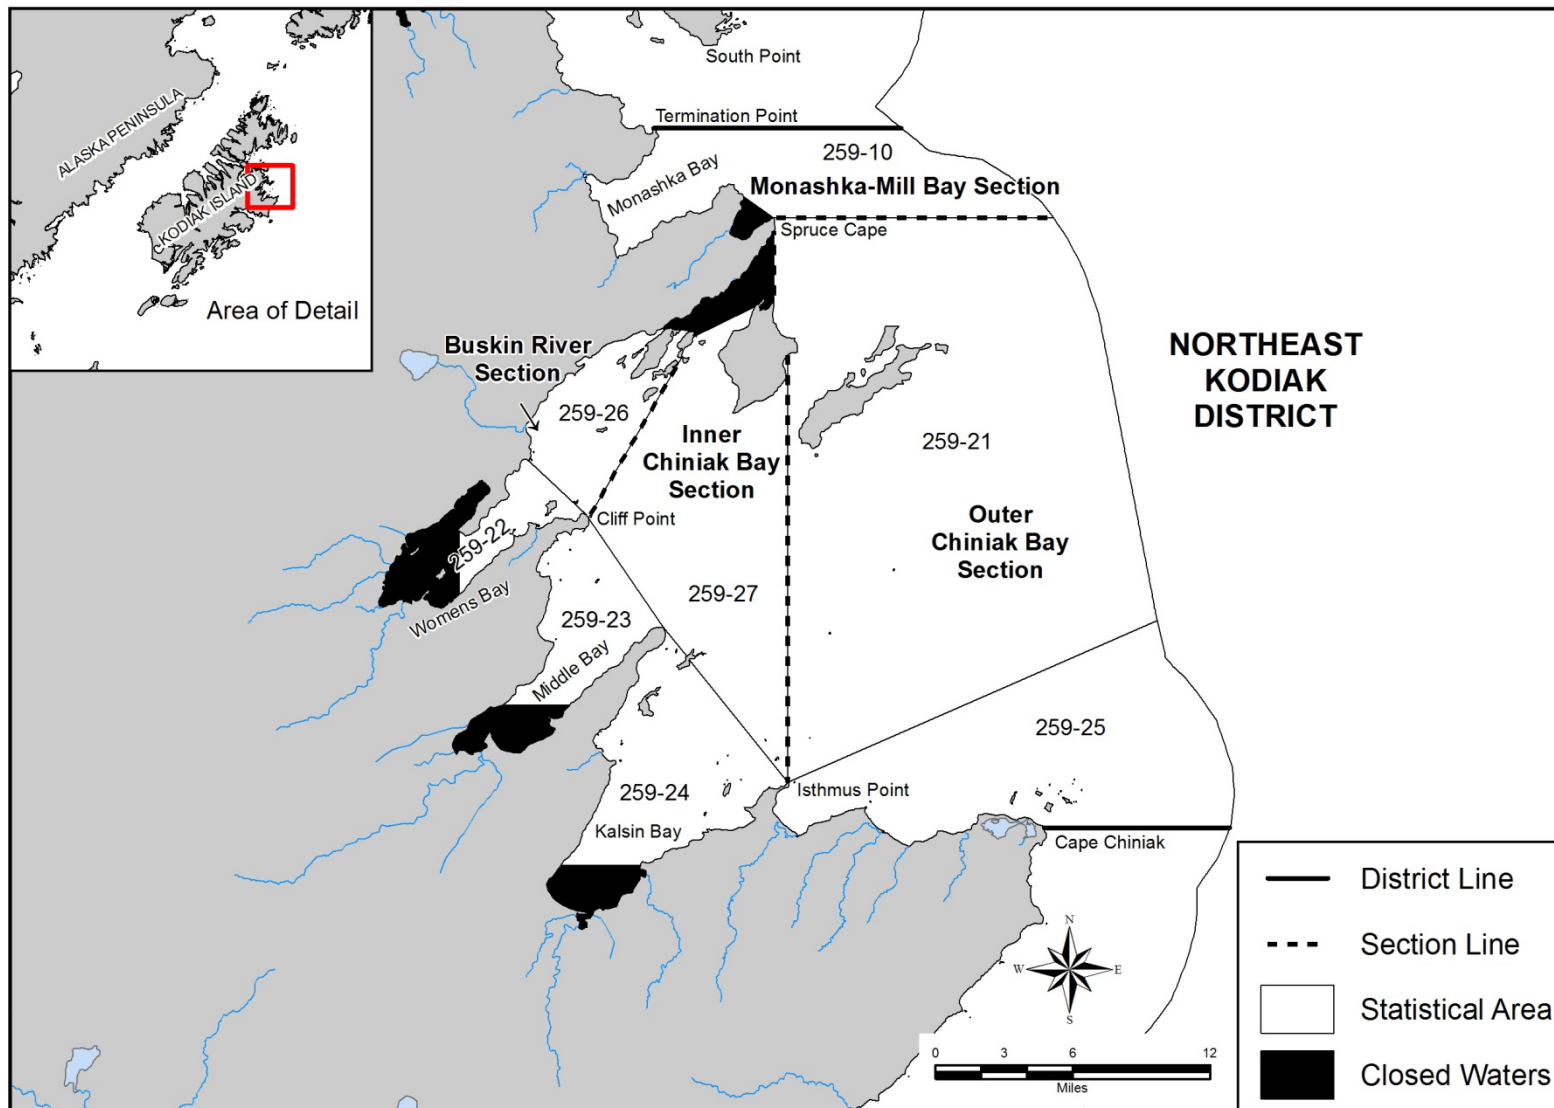 South Point
Termination Point
259-10
Monashka-Mill Bay Section
Monashka Bay
Spruce Cape
ALASKA PENINSULA
KODIAK ISLAND
Area of Detail
Buskin River
Section
259-26
Inner
Chiniak Bay
Section
259-21
NORTHEAST
KODIAK
DISTRICT
Outer
Chiniak Bay
Section
Cliff Point
259-22
Womens Bay
259-27
259-23
Middle Bay
259-25
259-24
Isthmus Point
Kalsin Bay
Cape Chiniak
N
W
E
S
0
3
6
12
Miles
District Line
Section Line
Statistical Area
Closed Waters